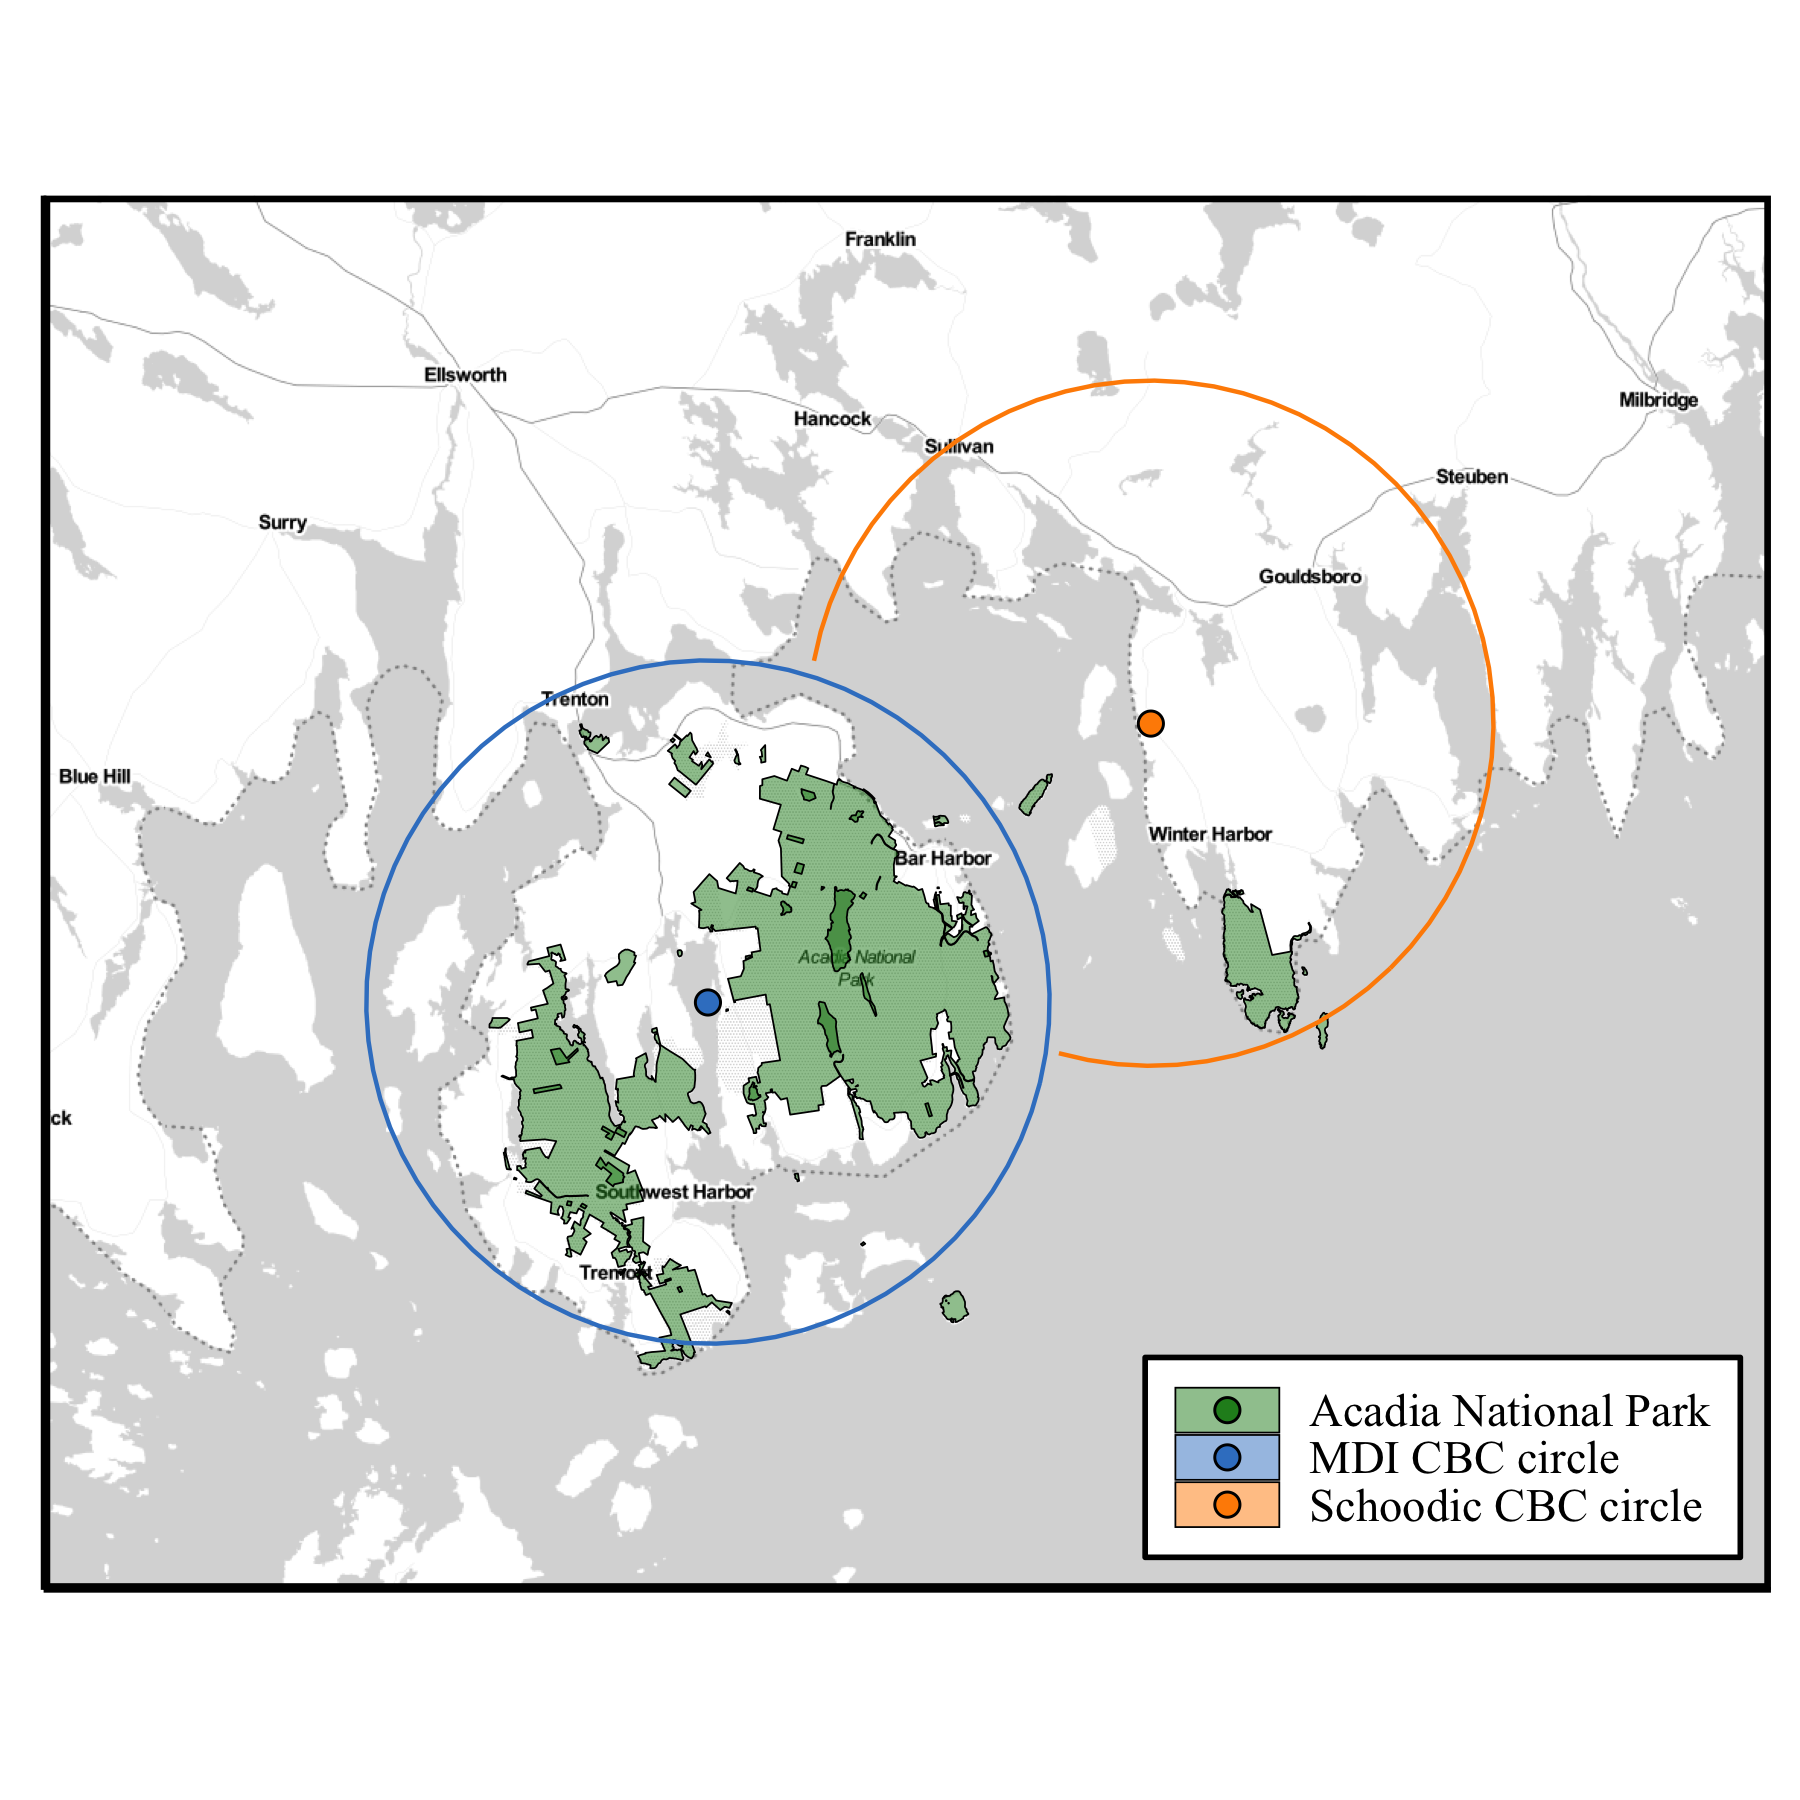 Franklin
Ellsworth
Milbridge
Hancock
Sullivan
Steuben
Surry
Gouldsboro
Trenton
Blue Hill
Winter Harbor
Bar Harbor
Acadia National
Park
ck
Southwest Harbor
Tremont
Acadia National Park
MDI CBC circle
Schoodic CBC circle